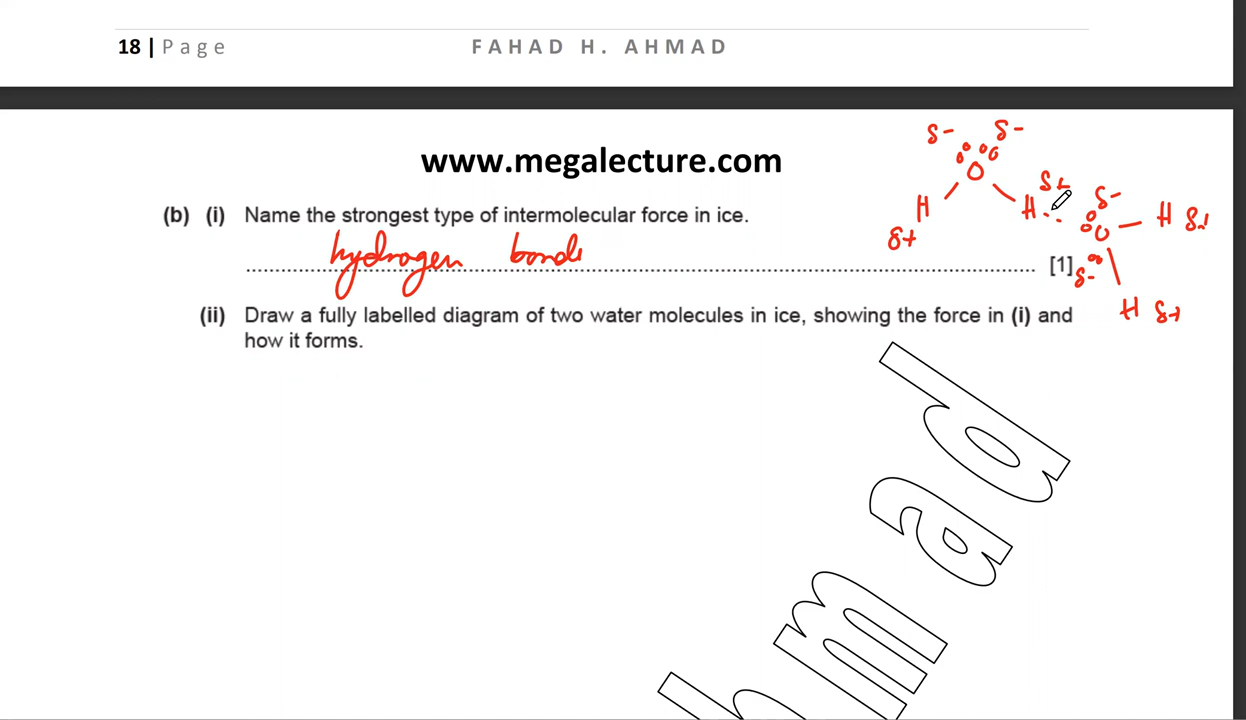 18 | Page FAHAD H. AHMAD
www.megalecture.com
δ- δ-
O
H H δ+
δ+
δ-
O H δ+
δ-
H δ+
(b) (i) Name the strongest type of intermolecular force in ice.
hydrogen bonds
[1]
(ii) Draw a fully labelled diagram of two water molecules in ice, showing the force in (i) and
how it forms.
hmad